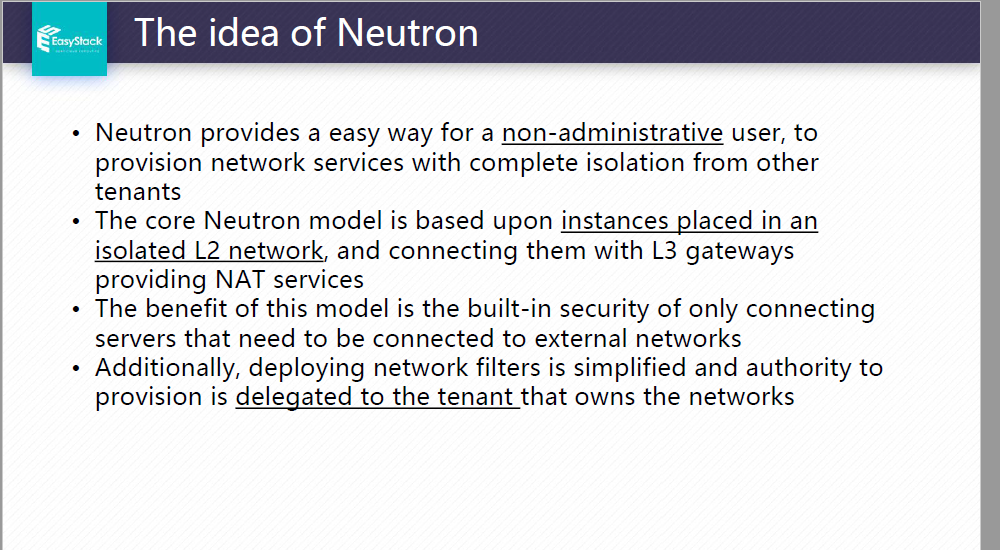 EasyStack
The idea of Neutron
• Neutron provides a easy way for a non-administrative user, to
provision network services with complete isolation from other
tenants
• The core Neutron model is based upon instances placed in an
isolated L2 network, and connecting them with L3 gateways
providing NAT services
• The benefit of this model is the built-in security of only connecting
servers that need to be connected to external networks
• Additionally, deploying network filters is simplified and authority to
provision is delegated to the tenant that owns the networks